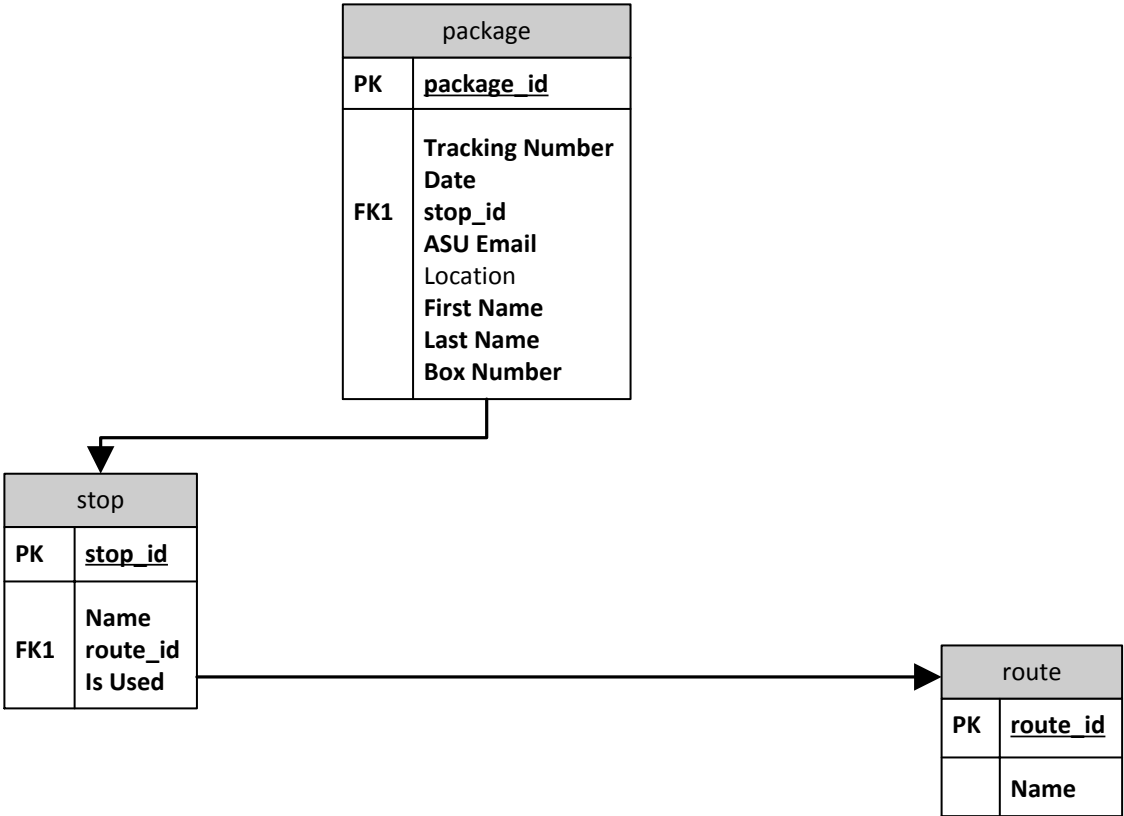 package
PK package_id
Tracking Number
Date
FK1 stop_id
ASU Email
Location
First Name
Last Name
Box Number
stop
PK stop_id
Name
FK1 route_id
Is Used
route
PK route_id
Name